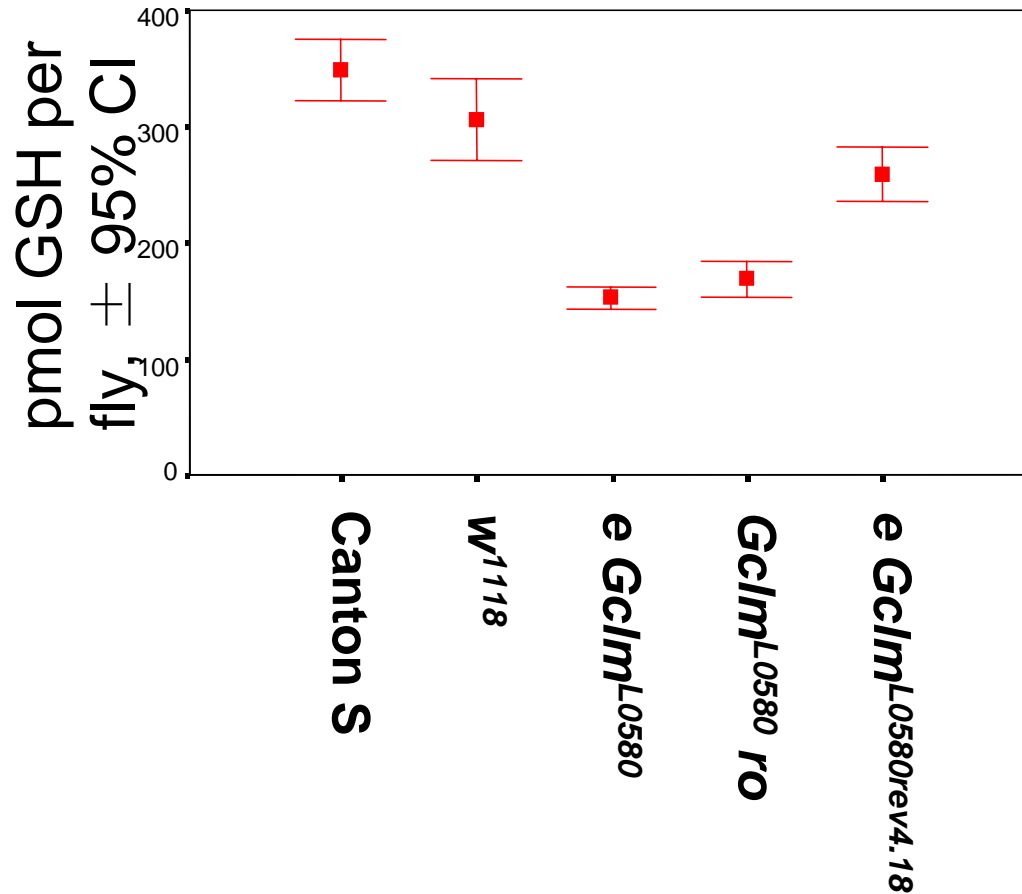 pmol GSH per
fly, ± 95% CI
400
300
200
100
0
Canton S
w1118
e GclmL0580
GclmL0580 ro
e GclmL0580rev4.18